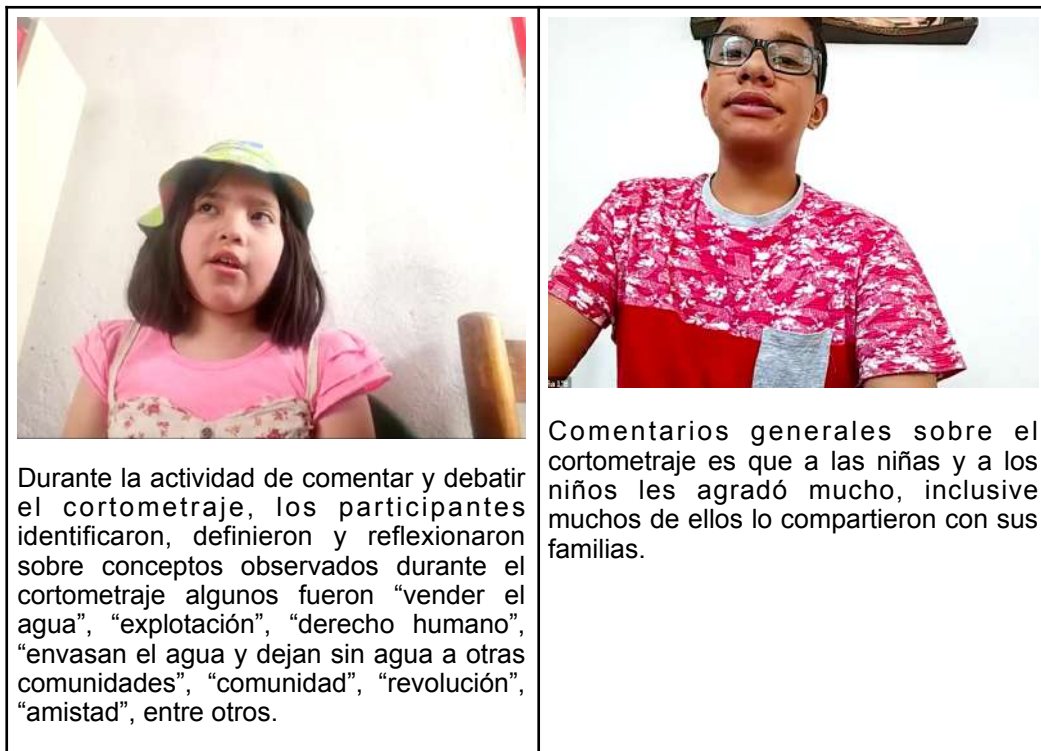 Durante la actividad de comentar y debatir
el cortometraje, los participantes
identificaron, definieron y reflexionaron
sobre conceptos observados durante el
cortometraje algunos fueron “vender el
agua”, “explotación”, “derecho humano”,
“envasan el agua y dejan sin agua a otras
comunidades”, “comunidad”, “revolución”,
“amistad”, entre otros.
Comentarios generales sobre el
cortometraje es que a las niñas y a los
niños les agradó mucho, inclusive
muchos de ellos lo compartieron con sus
familias.